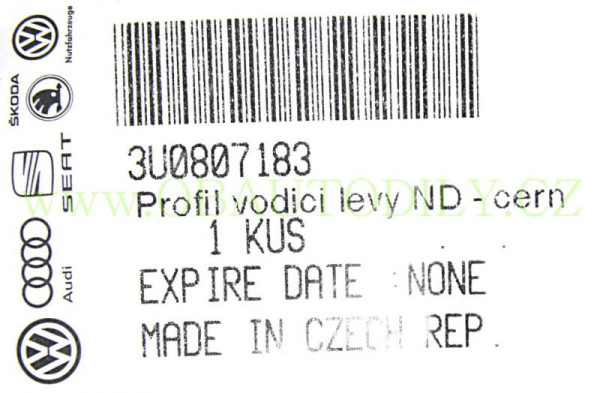 Nutzfahrzeuge
ŠKODA
SEAT
Audi
3U0807183
Profil vodici levy ND - cern
1 KUS
EXPIRE DATE : NONE
MADE IN CZECH REP.
www.OBAUTODILY.CZ